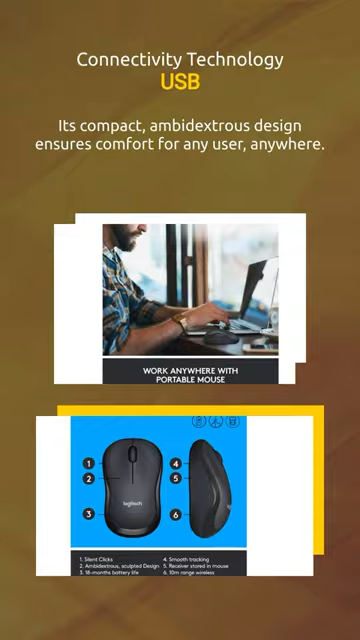 Connectivity Technology
USB
Its compact, ambidextrous design
ensures comfort for any user, anywhere.
WORK ANYWHERE WITH
PORTABLE MOUSE
1
2
3
4
5
6
logitech
1. Silent Clicks
2. Ambidextrous, sculpted Design
3. 18-months battery life
4. Smooth tracking
5. Receiver stored in mouse
6. 10m range wireless